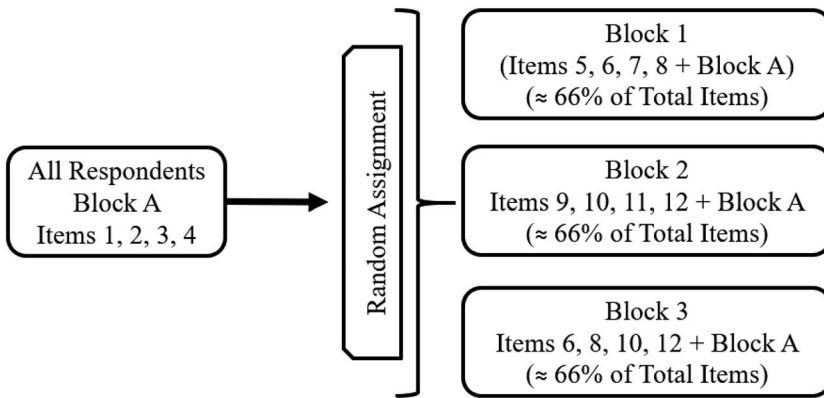 All Respondents
Block A
Items 1, 2, 3, 4
Random Assignment
Block 1
(Items 5, 6, 7, 8 + Block A)
(≈ 66% of Total Items)
Block 2
Items 9, 10, 11, 12 + Block A
(≈ 66% of Total Items)
Block 3
Items 6, 8, 10, 12 + Block A
(≈ 66% of Total Items)